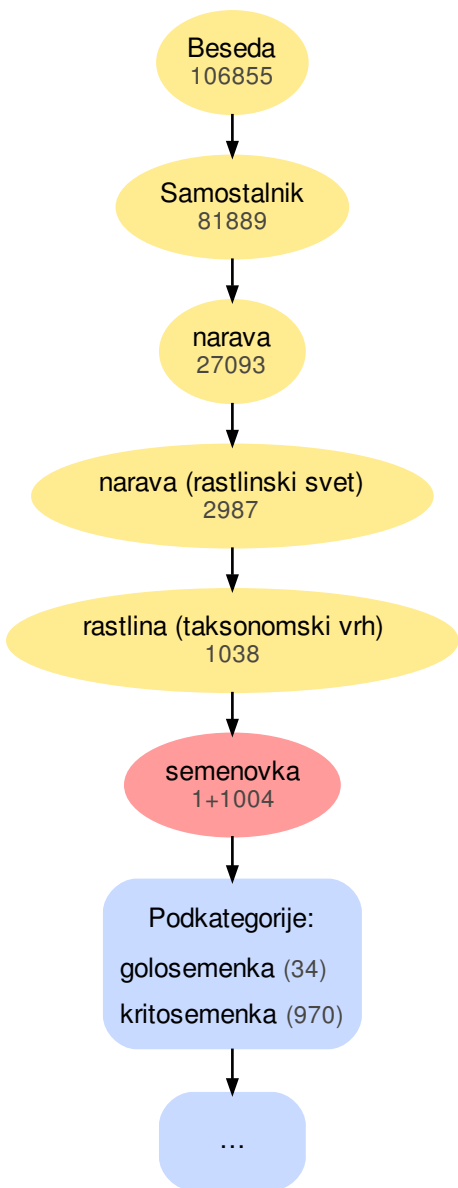 Beseda
106855
Samostalnik
81889
narava
27093
narava (rastlinski svet)
2987
rastlina (taksonomski vrh)
1038
semenovka
1+1004
Podkategorije:
golosemenka (34)
kritosemenka (970)
...